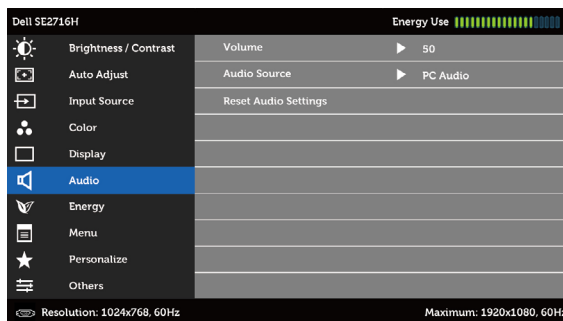 Dell SE2716H Energy Use
Brightness / Contrast Volume 50
Auto Adjust Audio Source PC Audio
Input Source Reset Audio Settings
Color
Display
Audio
Energy
Menu
Personalize
Others
Resolution: 1024x768, 60Hz Maximum: 1920x1080, 60Hz